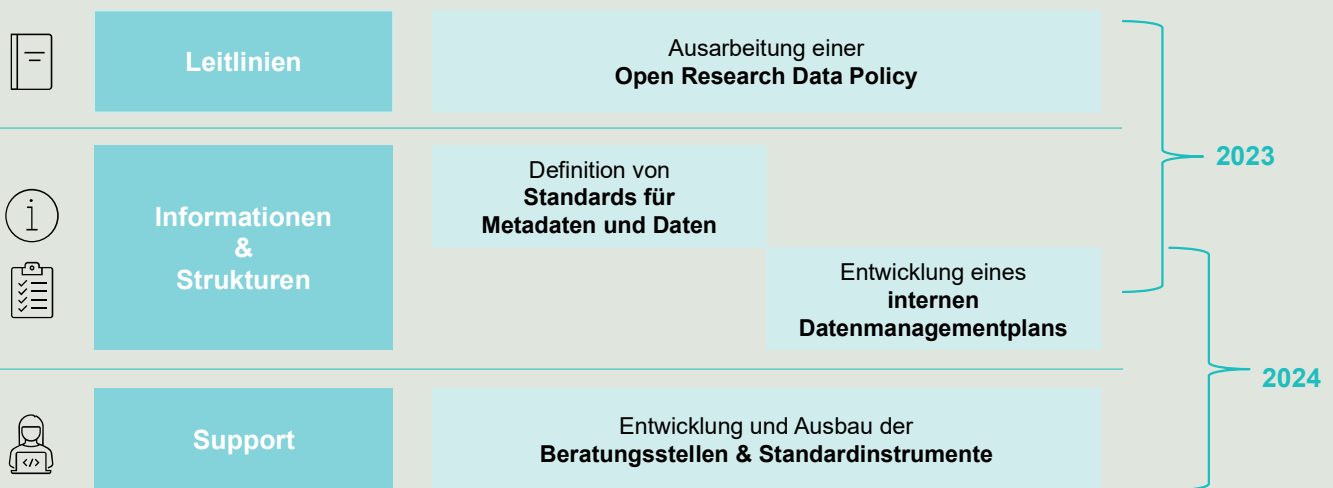 Leitlinien
Ausarbeitung einer
Open Research Data Policy
2023
Informationen
&
Strukturen
Definition von
Standards für
Metadaten und Daten
Entwicklung eines
internen
Datenmanagementplans
2024
Support
Entwicklung und Ausbau der
Beratungsstellen & Standardinstrumente